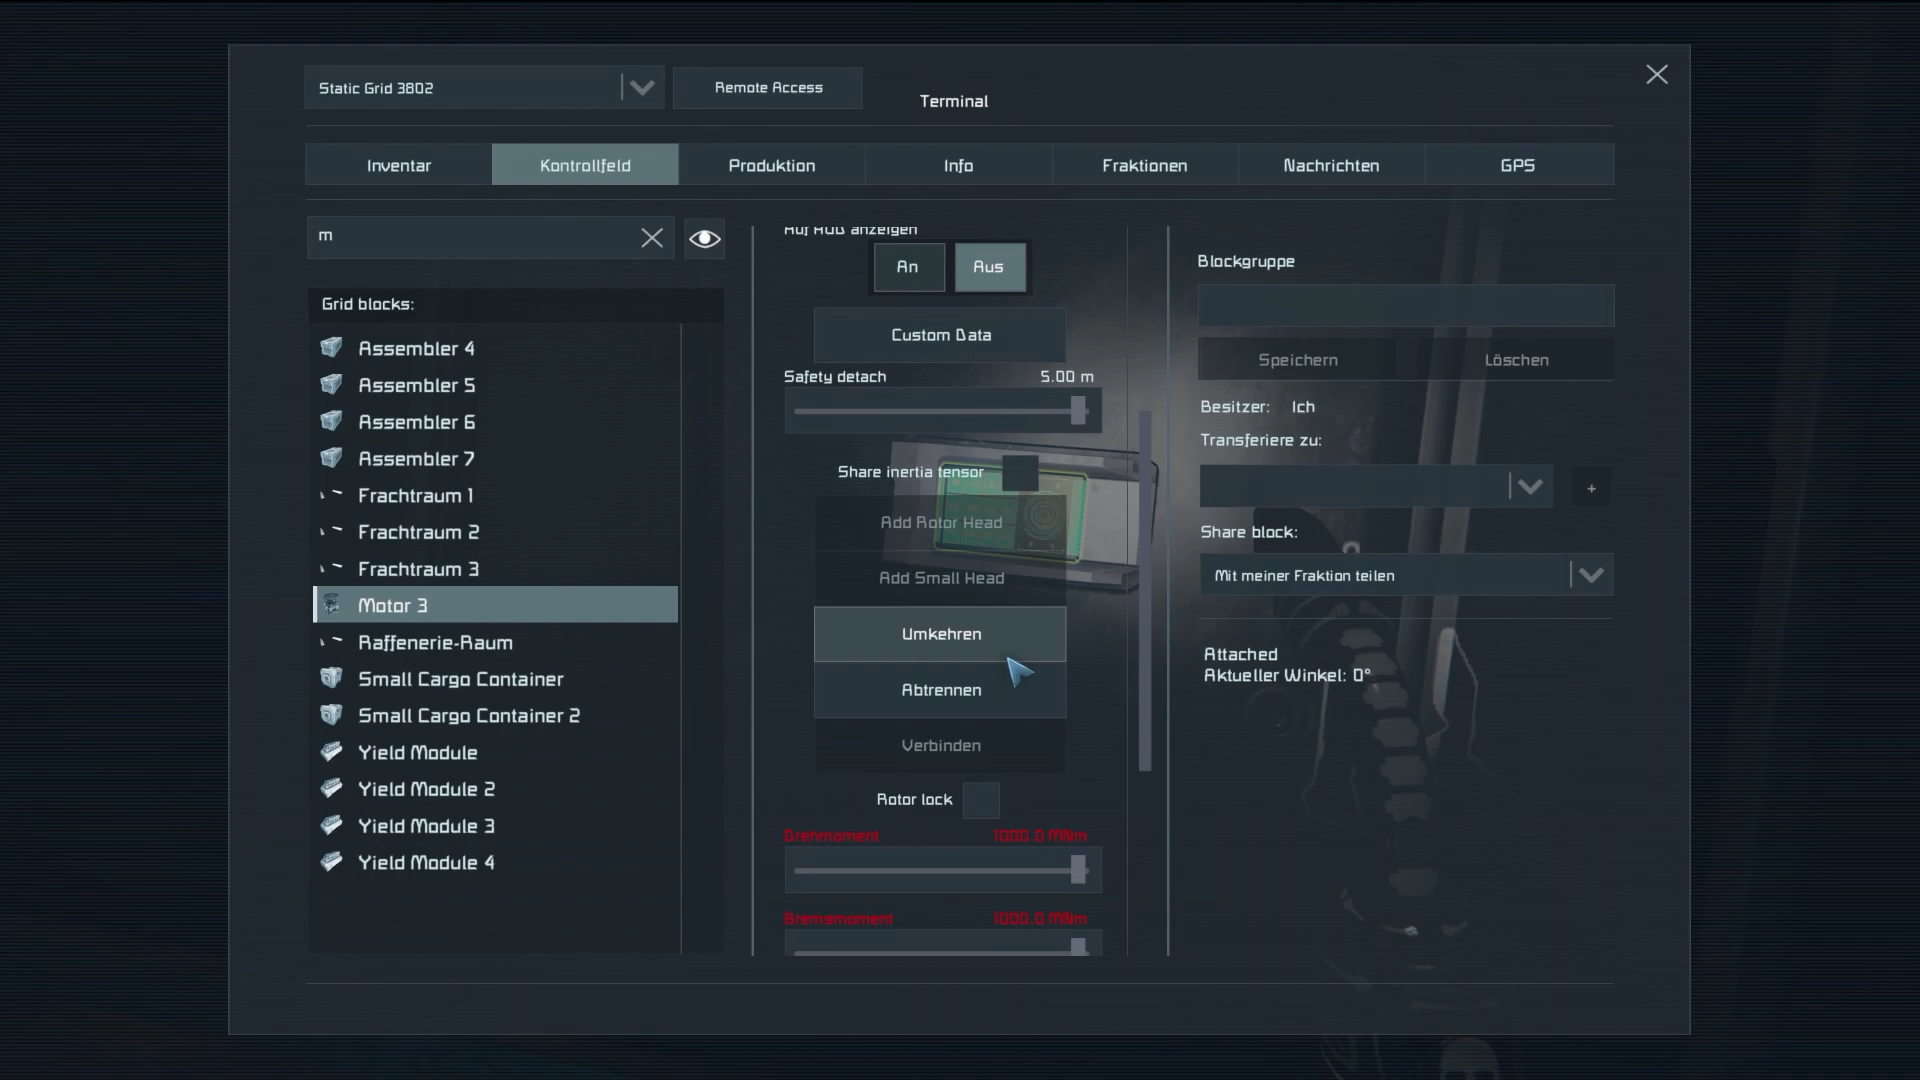 Static Grid 3802
Remote Access
Terminal
Inventar
Kontrollfeld
Produktion
Info
Fraktionen
Nachrichten
GPS
m
Grid blocks:
Assembler 4
Assembler 5
Assembler 6
Assembler 7
Frachtraum 1
Frachtraum 2
Frachtraum 3
Motor 3
Raffenerie-Raum
Small Cargo Container
Small Cargo Container 2
Yield Module
Yield Module 2
Yield Module 3
Yield Module 4
Auf HUD anzeigen
An
Aus
Custom Data
Safety detach 5.00 m
Share inertia tensor
Add Rotor Head
Add Small Head
Umkehren
Abtrennen
Verbinden
Rotor lock
Drehmoment 1000.0 MNm
Bremsmoment 1000.0 MNm
Blockgruppe
Speichern
Löschen
Besitzer: Ich
Transferiere zu:
+
Share block:
Mit meiner Fraktion teilen
Attached
Aktueller Winkel: 0°